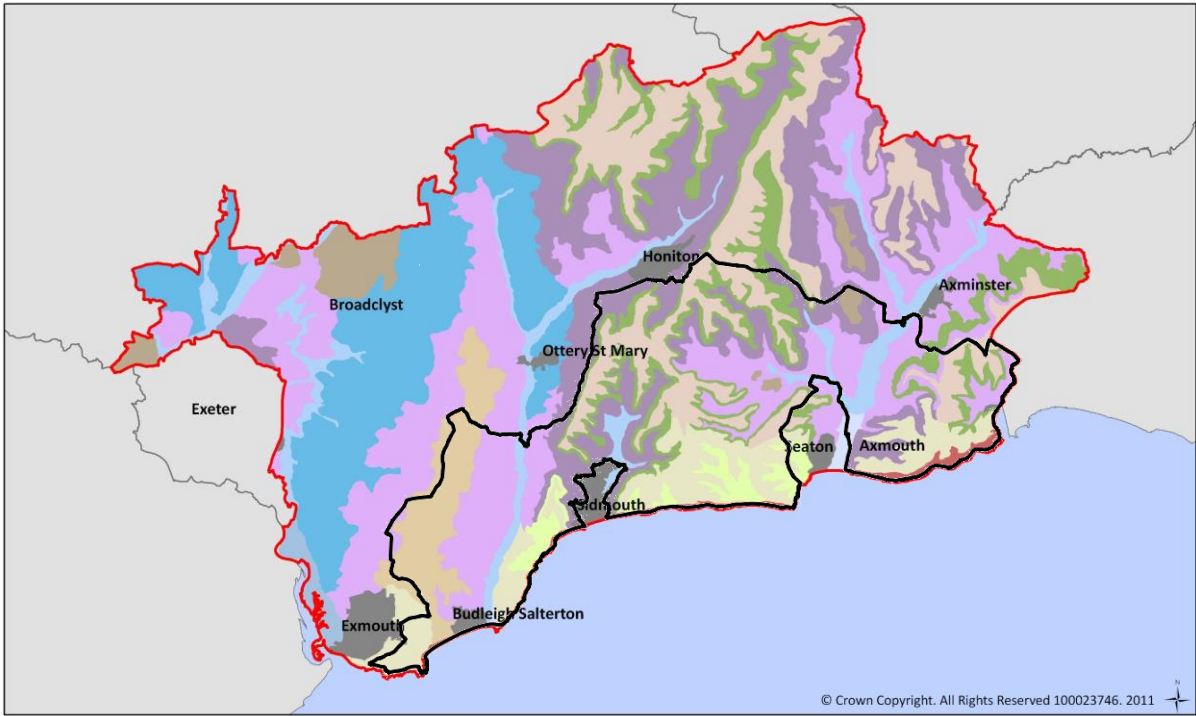 Honiton
Axminster
Broadclyst
Ottery St Mary
Exeter
Seaton
Axmouth
Sidmouth
Budleigh Salterton
Exmouth
© Crown Copyright. All Rights Reserved 100023746. 2011
N